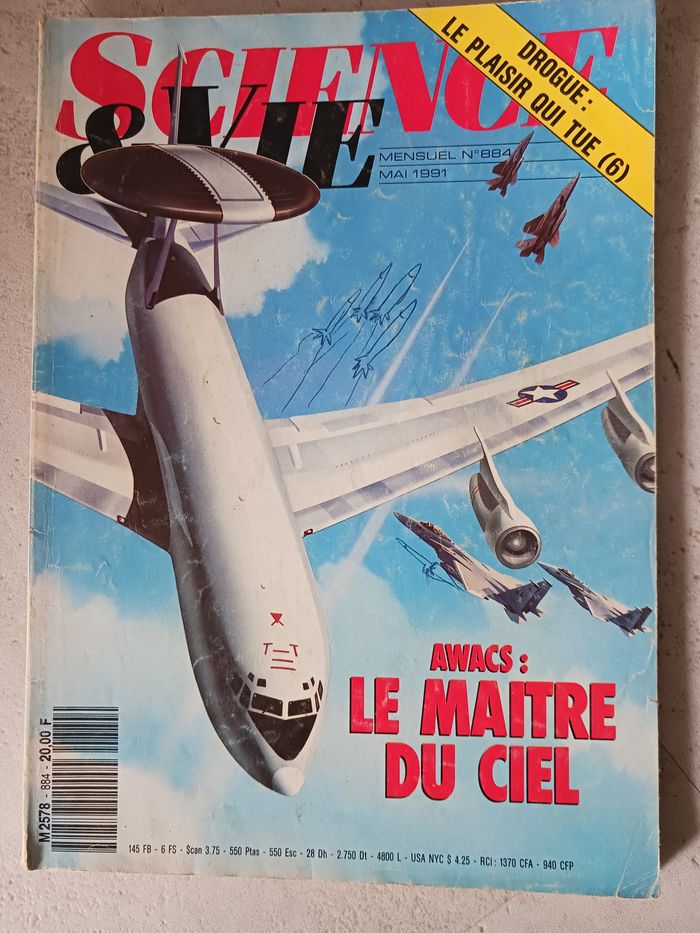 SCIENCE
& VIE
MENSUEL N° 884
MAI 1991
DROGUE :
LE PLAISIR QUI TUE (6)
AWACS :
LE MAITRE
DU CIEL
M 2578 - 884 - 20,00 F
145 FB - 6 FS - $can 3.75 - 550 Ptas - 550 Esc - 28 Dh - 2.750 Dt - 4800 L - USA NYC $ 4.25 - RCI : 1370 CFA - 940 CFP